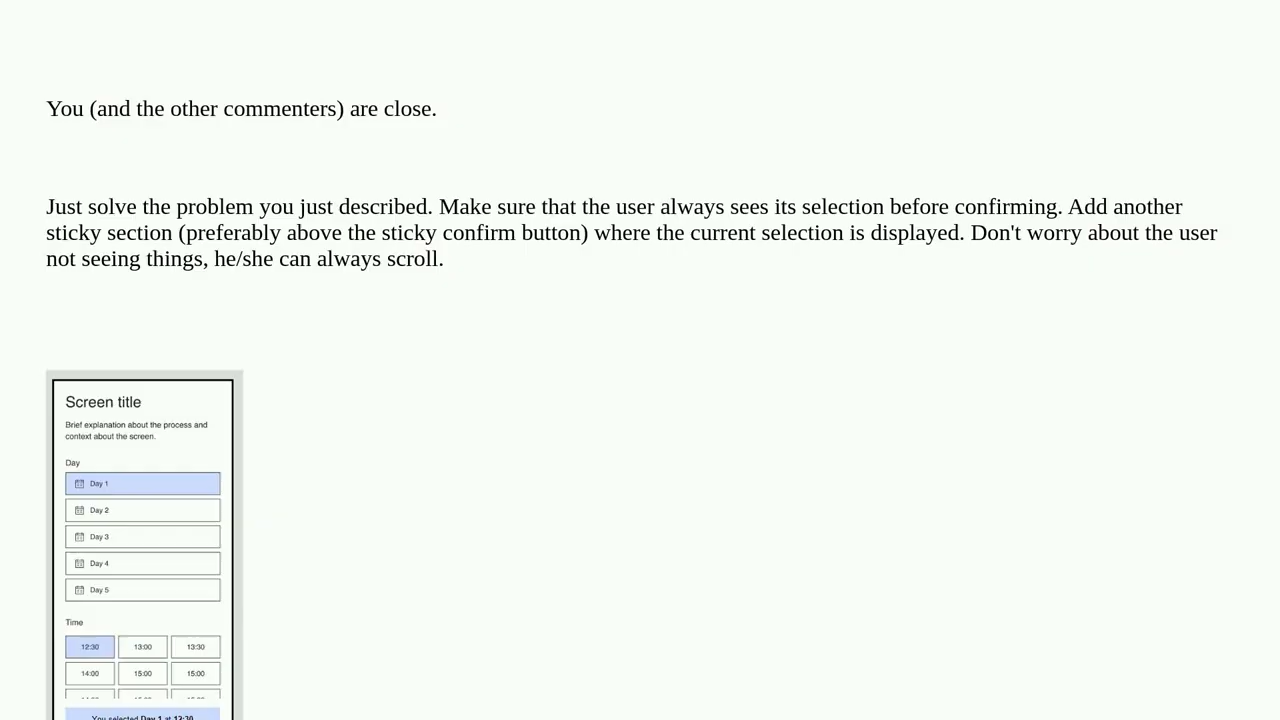 You (and the other commenters) are close.
Just solve the problem you just described. Make sure that the user always sees its selection before confirming. Add another
sticky section (preferably above the sticky confirm button) where the current selection is displayed. Don't worry about the user
not seeing things, he/she can always scroll.
Screen title
Brief explanation about the process and
context about the screen.
Day
Day 1
Day 2
Day 3
Day 4
Day 5
Time
12:30 13:00 13:30
14:00 15:00 15:00
You selected Day 1 at 12:30